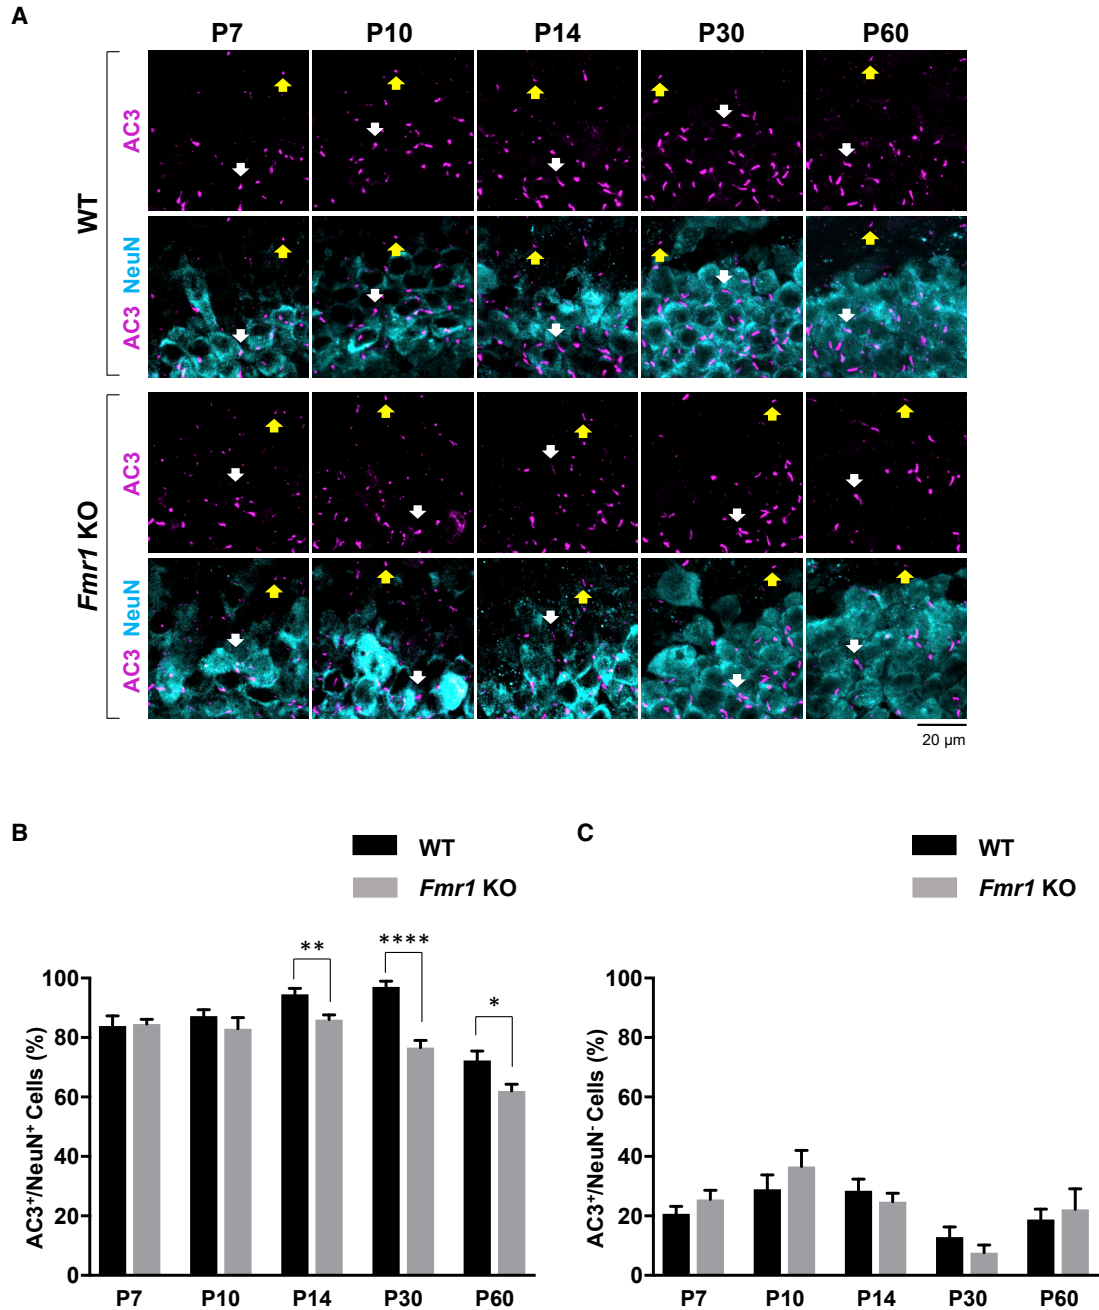 A
P7 P10 P14 P30 P60
WT
AC3
AC3 NeuN
Fmr1 KO
AC3
AC3 NeuN
20 µm
B
WT
Fmr1 KO
AC3⁺/NeuN⁺ Cells (%)
100
80
60
40
20
0
** **** *
P7 P10 P14 P30 P60
C
WT
Fmr1 KO
AC3⁺/NeuN⁻ Cells (%)
100
80
60
40
20
0
P7 P10 P14 P30 P60